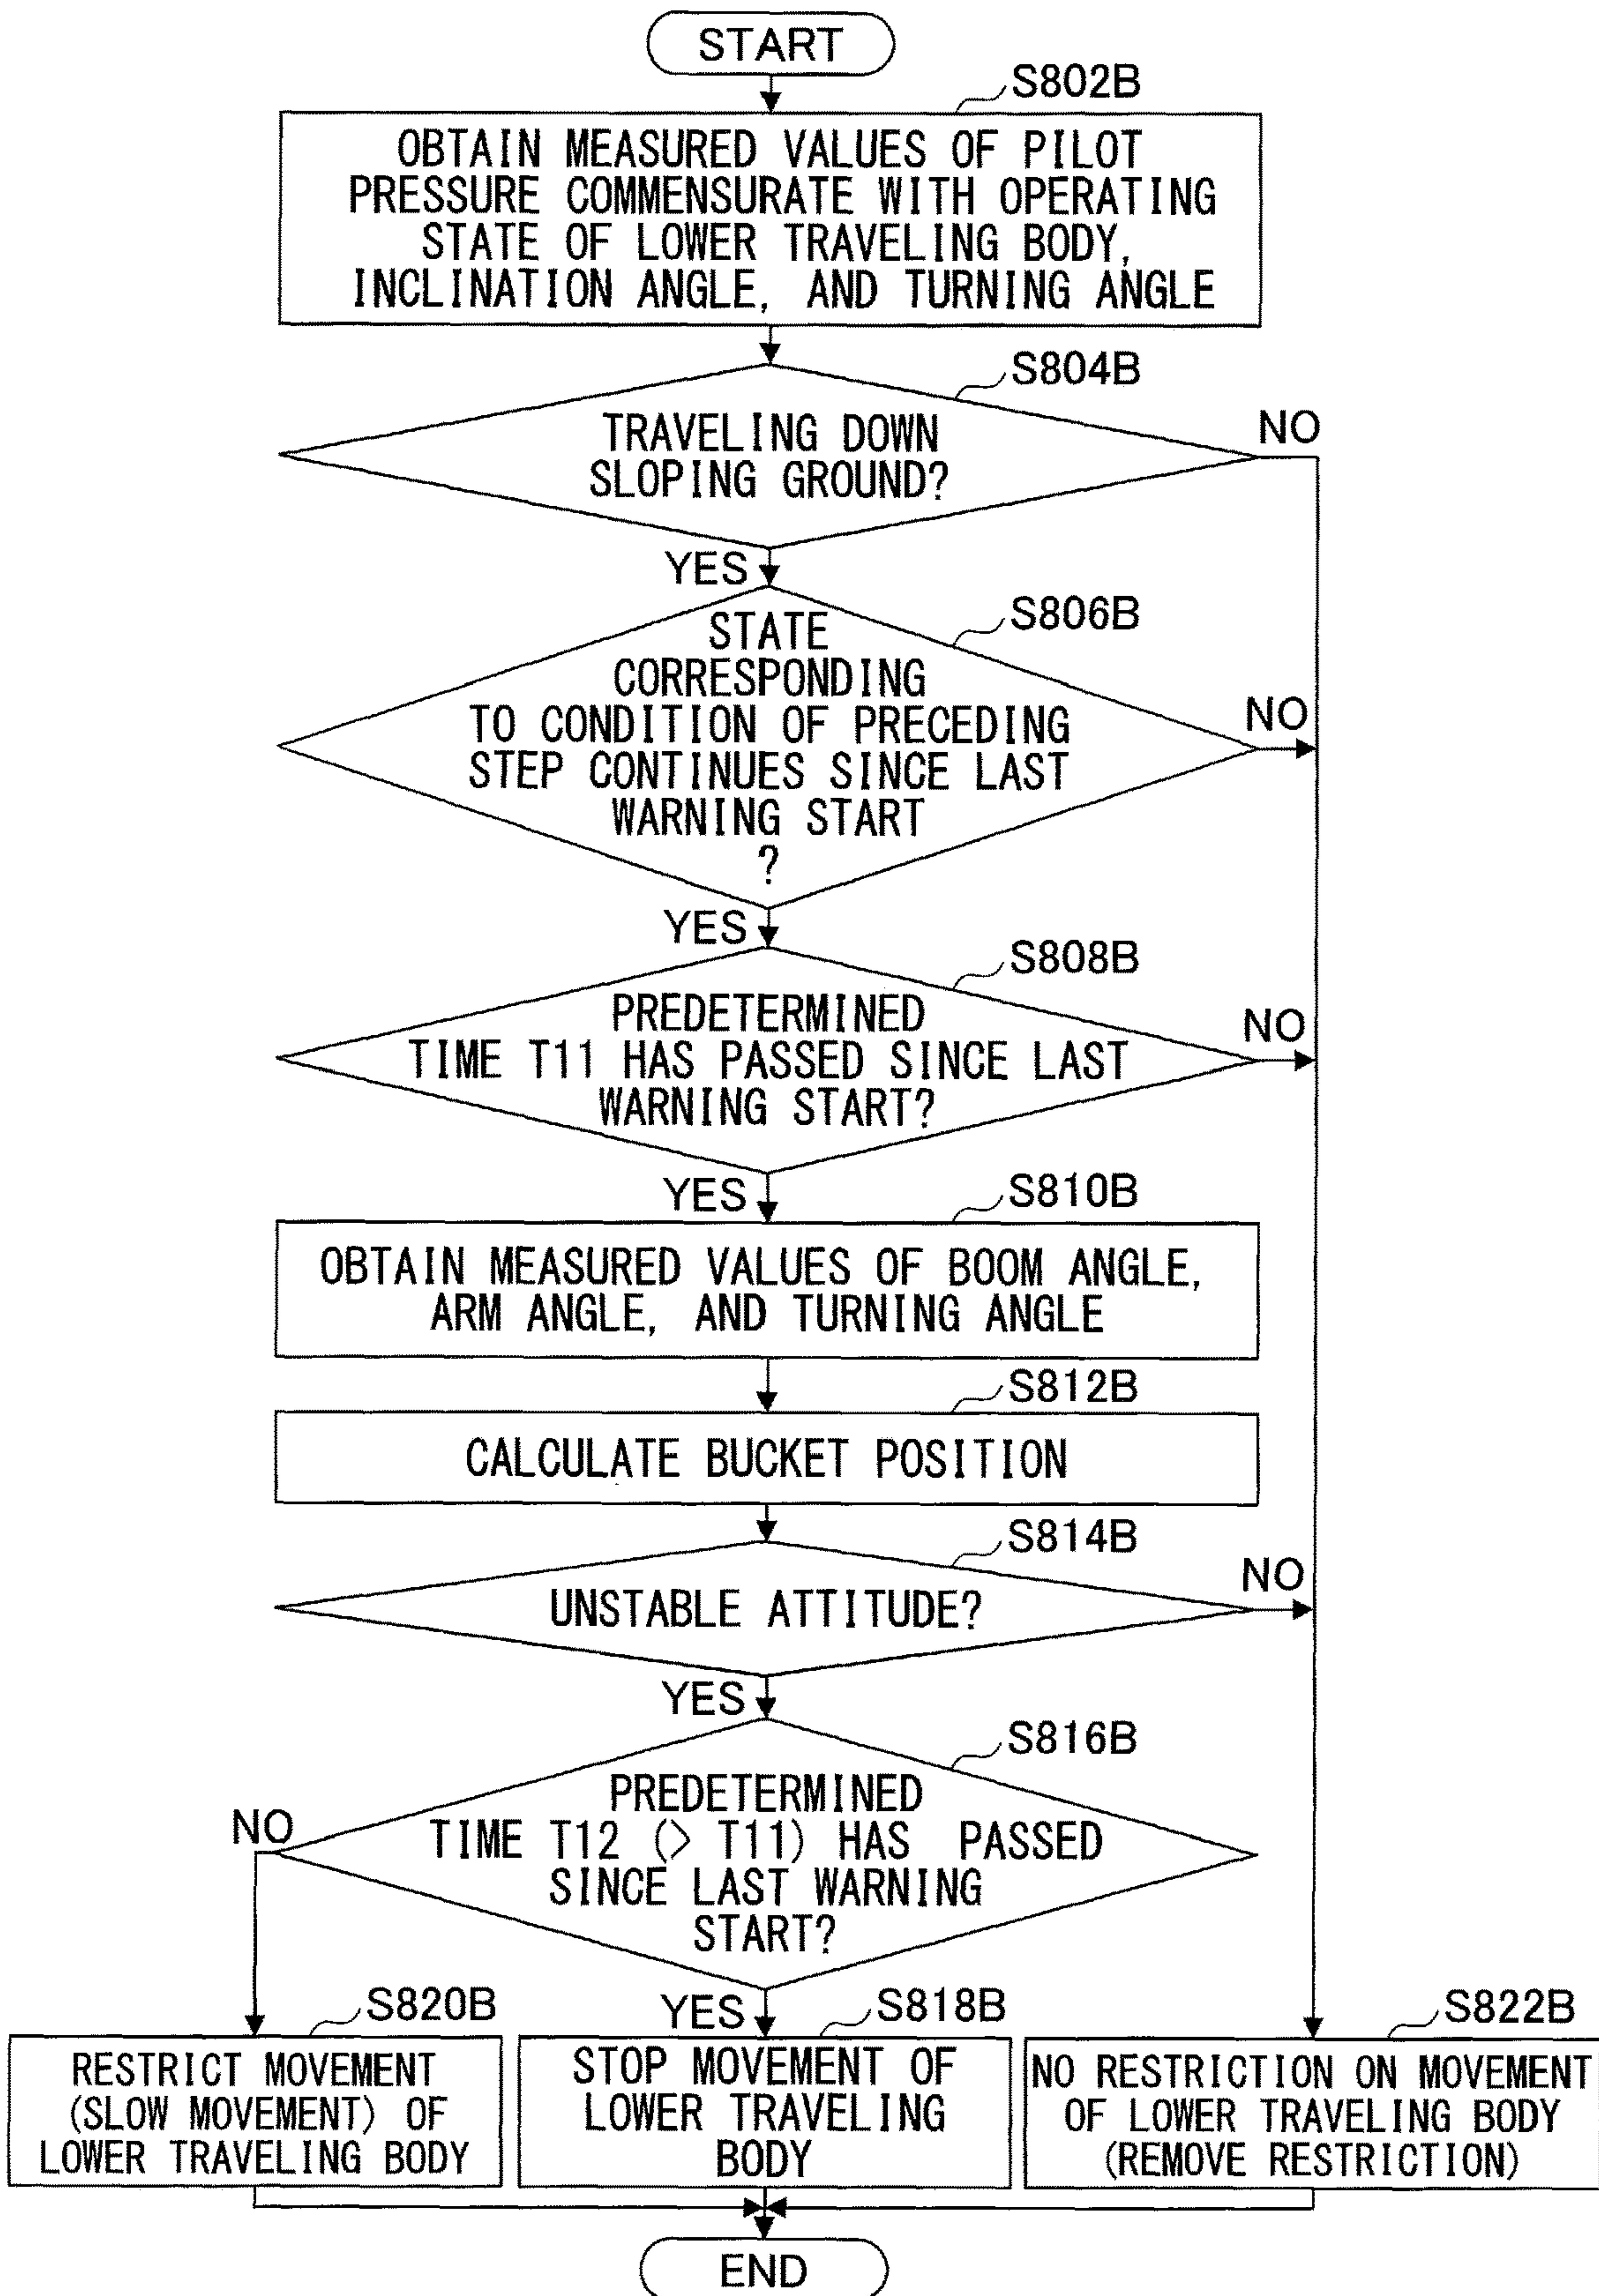 START
S802B
OBTAIN MEASURED VALUES OF PILOT
PRESSURE COMMENSURATE WITH OPERATING
STATE OF LOWER TRAVELING BODY,
INCLINATION ANGLE, AND TURNING ANGLE
S804B
TRAVELING DOWN
SLOPING GROUND?
NO
YES
S806B
STATE
CORRESPONDING
TO CONDITION OF PRECEDING
STEP CONTINUES SINCE LAST
WARNING START
?
NO
YES
S808B
PREDETERMINED
TIME T11 HAS PASSED SINCE LAST
WARNING START?
NO
YES
S810B
OBTAIN MEASURED VALUES OF BOOM ANGLE,
ARM ANGLE, AND TURNING ANGLE
S812B
CALCULATE BUCKET POSITION
S814B
UNSTABLE ATTITUDE?
NO
YES
S816B
PREDETERMINED
TIME T12 (> T11) HAS PASSED
SINCE LAST WARNING
START?
NO
YES
S820B
RESTRICT MOVEMENT
(SLOW MOVEMENT) OF
LOWER TRAVELING BODY
S818B
STOP MOVEMENT OF
LOWER TRAVELING
BODY
S822B
NO RESTRICTION ON MOVEMENT
OF LOWER TRAVELING BODY
(REMOVE RESTRICTION)
END